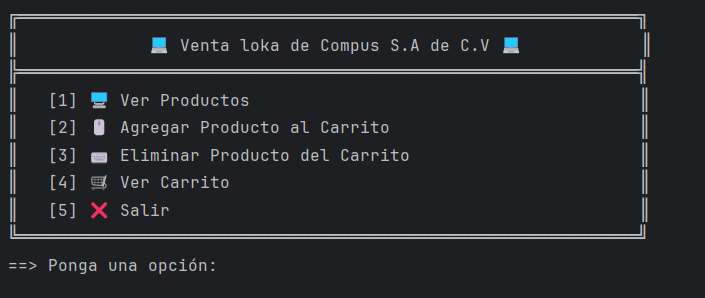 💻 Venta loka de Compus S.A de C.V 💻
[1] 🖥️ Ver Productos
[2] 🖱️ Agregar Producto al Carrito
[3] ⌨️ Eliminar Producto del Carrito
[4] 🛒 Ver Carrito
[5] ❌ Salir
==> Ponga una opción: